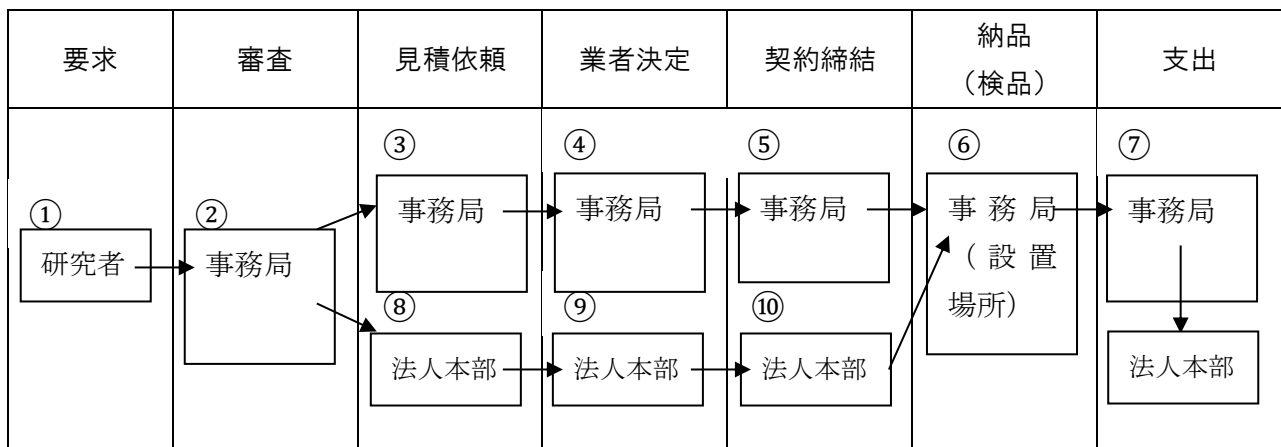 要求
審査
見積依頼
業者決定
契約締結
納品
（検品）
支出
①
研究者
②
事務局
③
事務局
④
事務局
⑤
事務局
⑥
事務局
（設置
場所）
⑦
事務局
⑧
法人本部
⑨
法人本部
⑩
法人本部
法人本部